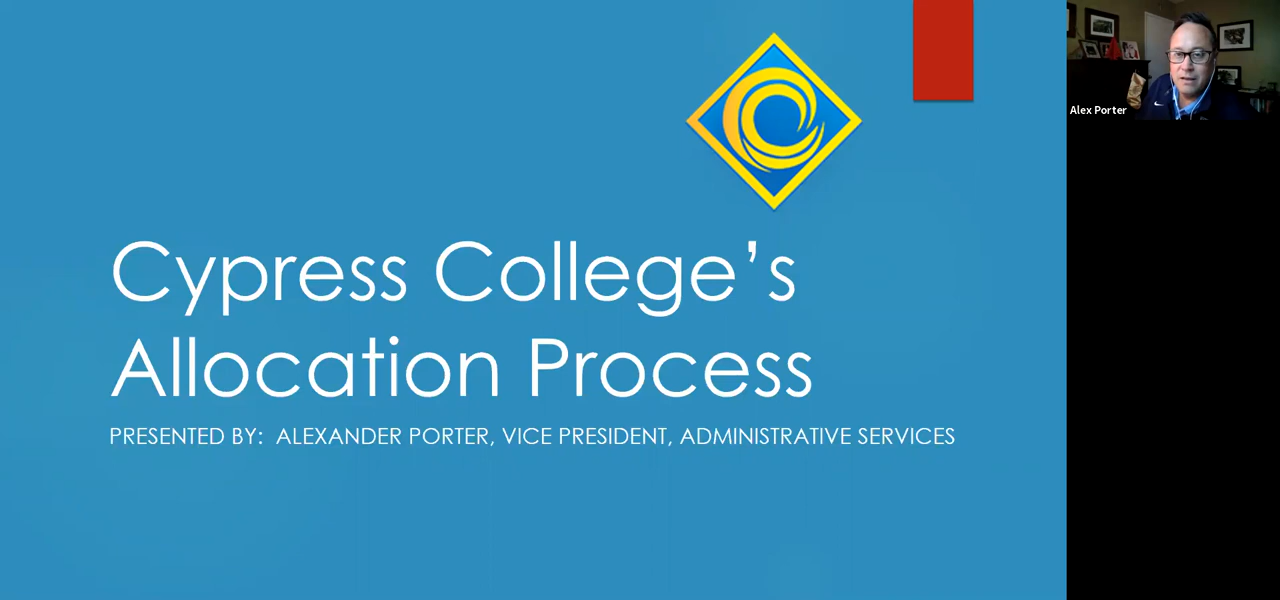 Cypress College’s
Allocation Process
PRESENTED BY: ALEXANDER PORTER, VICE PRESIDENT, ADMINISTRATIVE SERVICES
Alex Porter